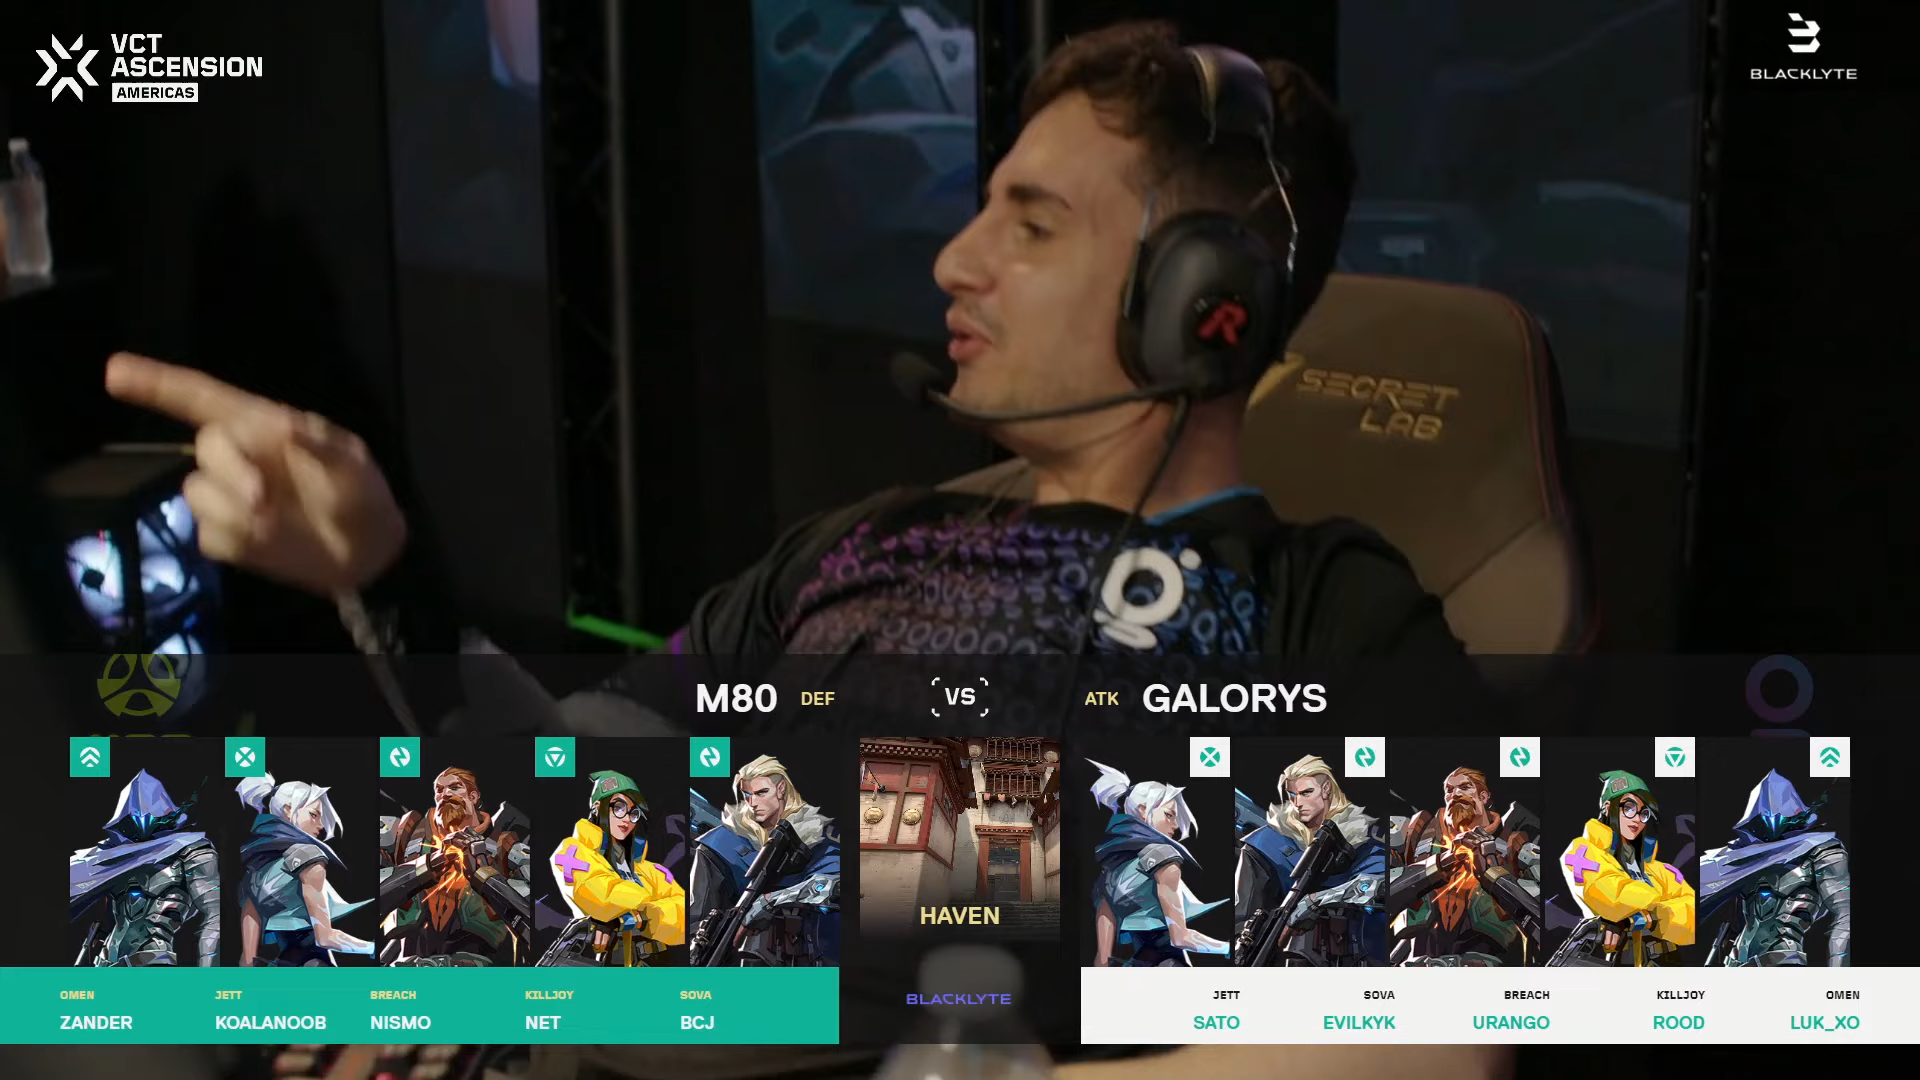 VCT
ASCENSION
AMERICAS
BLACKLYTE
SECRET
LAB
M80 DEF VS ATK GALORYS
HAVEN
OMEN JETT BREACH KILLJOY SOVA
ZANDER KOALANOOB NISMO NET BCJ
BLACKLYTE
JETT SOVA BREACH KILLJOY OMEN
SATO EVILKYK URANGO ROOD LUK_XO